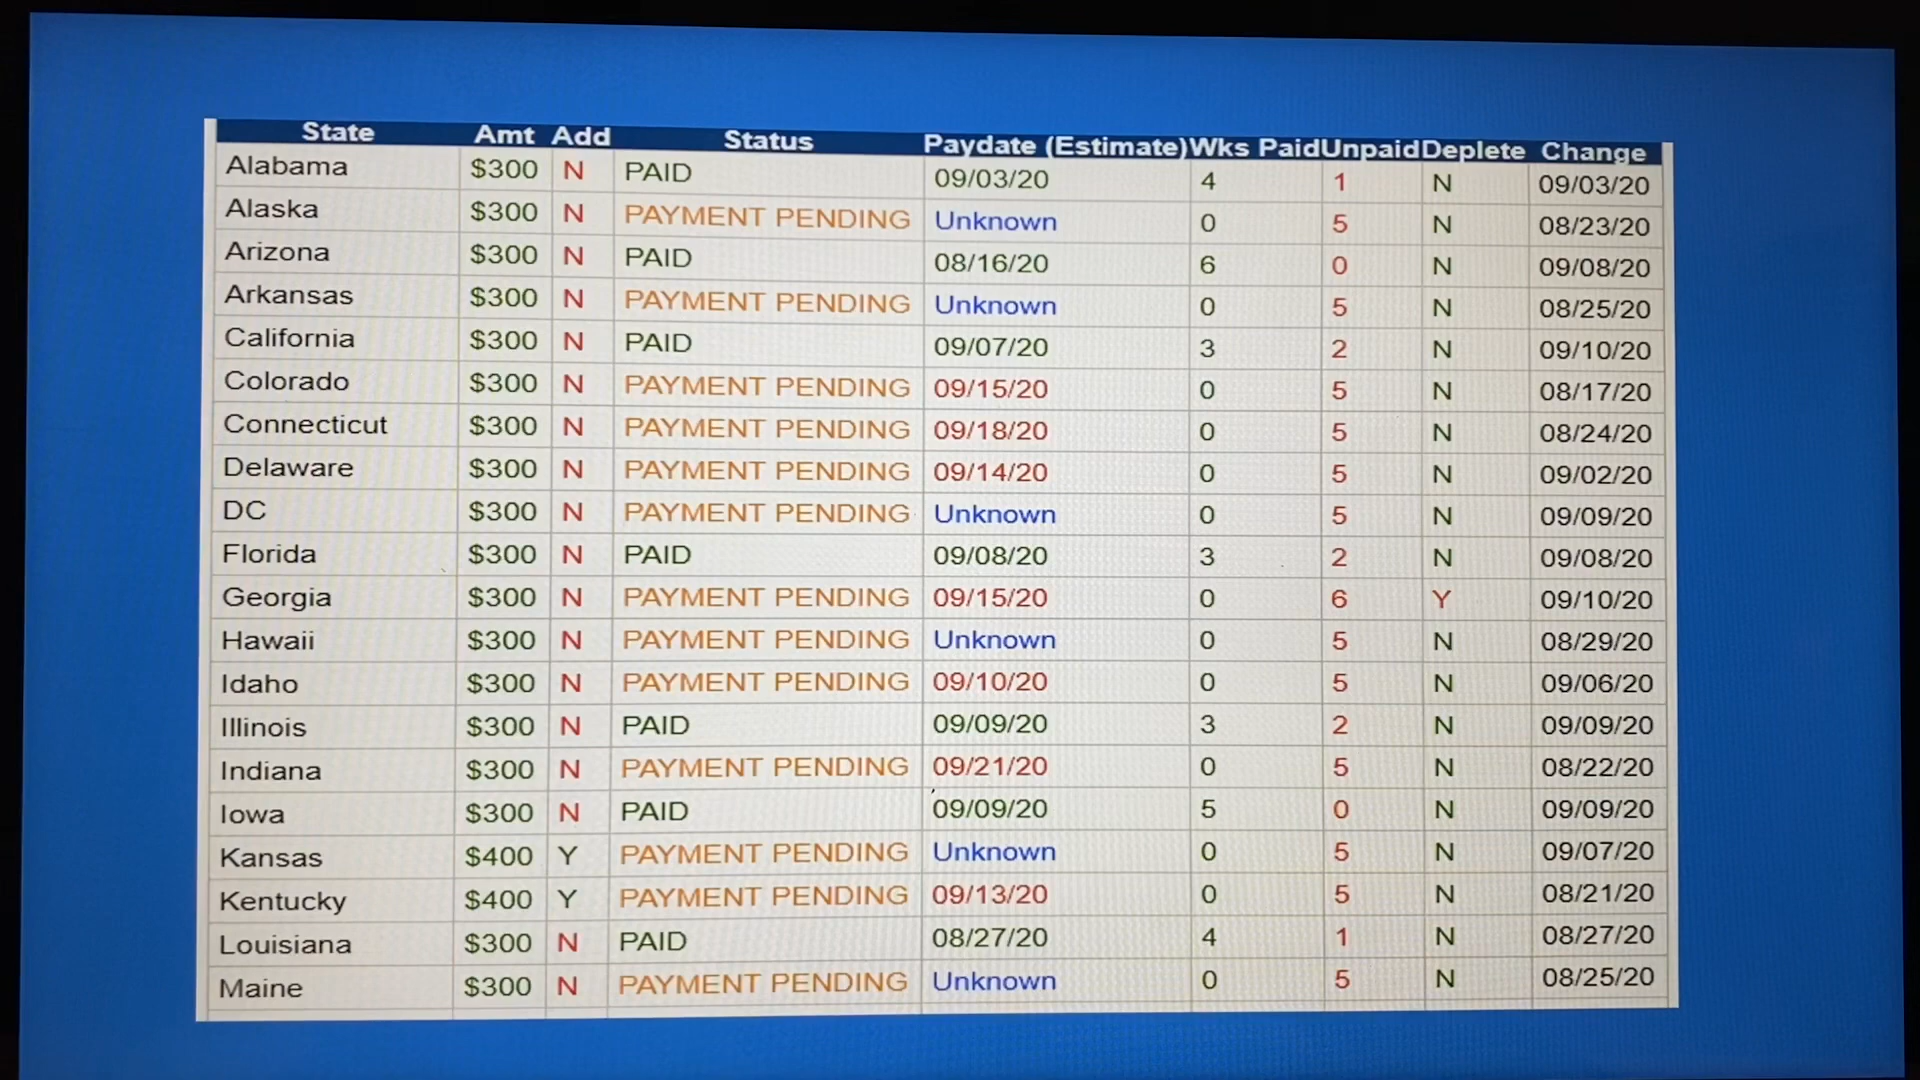 State Amt Add Status Paydate (Estimate) Wks Paid Unpaid Deplete Change
Alabama $300 N PAID 09/03/20 4 1 N 09/03/20
Alaska $300 N PAYMENT PENDING Unknown 0 5 N 08/23/20
Arizona $300 N PAID 08/16/20 6 0 N 09/08/20
Arkansas $300 N PAYMENT PENDING Unknown 0 5 N 08/25/20
California $300 N PAID 09/07/20 3 2 N 09/10/20
Colorado $300 N PAYMENT PENDING 09/15/20 0 5 N 08/17/20
Connecticut $300 N PAYMENT PENDING 09/18/20 0 5 N 08/24/20
Delaware $300 N PAYMENT PENDING 09/14/20 0 5 N 09/02/20
DC $300 N PAYMENT PENDING Unknown 0 5 N 09/09/20
Florida $300 N PAID 09/08/20 3 2 N 09/08/20
Georgia $300 N PAYMENT PENDING 09/15/20 0 6 Y 09/10/20
Hawaii $300 N PAYMENT PENDING Unknown 0 5 N 08/29/20
Idaho $300 N PAYMENT PENDING 09/10/20 0 5 N 09/06/20
Illinois $300 N PAID 09/09/20 3 2 N 09/09/20
Indiana $300 N PAYMENT PENDING 09/21/20 0 5 N 08/22/20
Iowa $300 N PAID 09/09/20 5 0 N 09/09/20
Kansas $400 Y PAYMENT PENDING Unknown 0 5 N 09/07/20
Kentucky $400 Y PAYMENT PENDING 09/13/20 0 5 N 08/21/20
Louisiana $300 N PAID 08/27/20 4 1 N 08/27/20
Maine $300 N PAYMENT PENDING Unknown 0 5 N 08/25/20